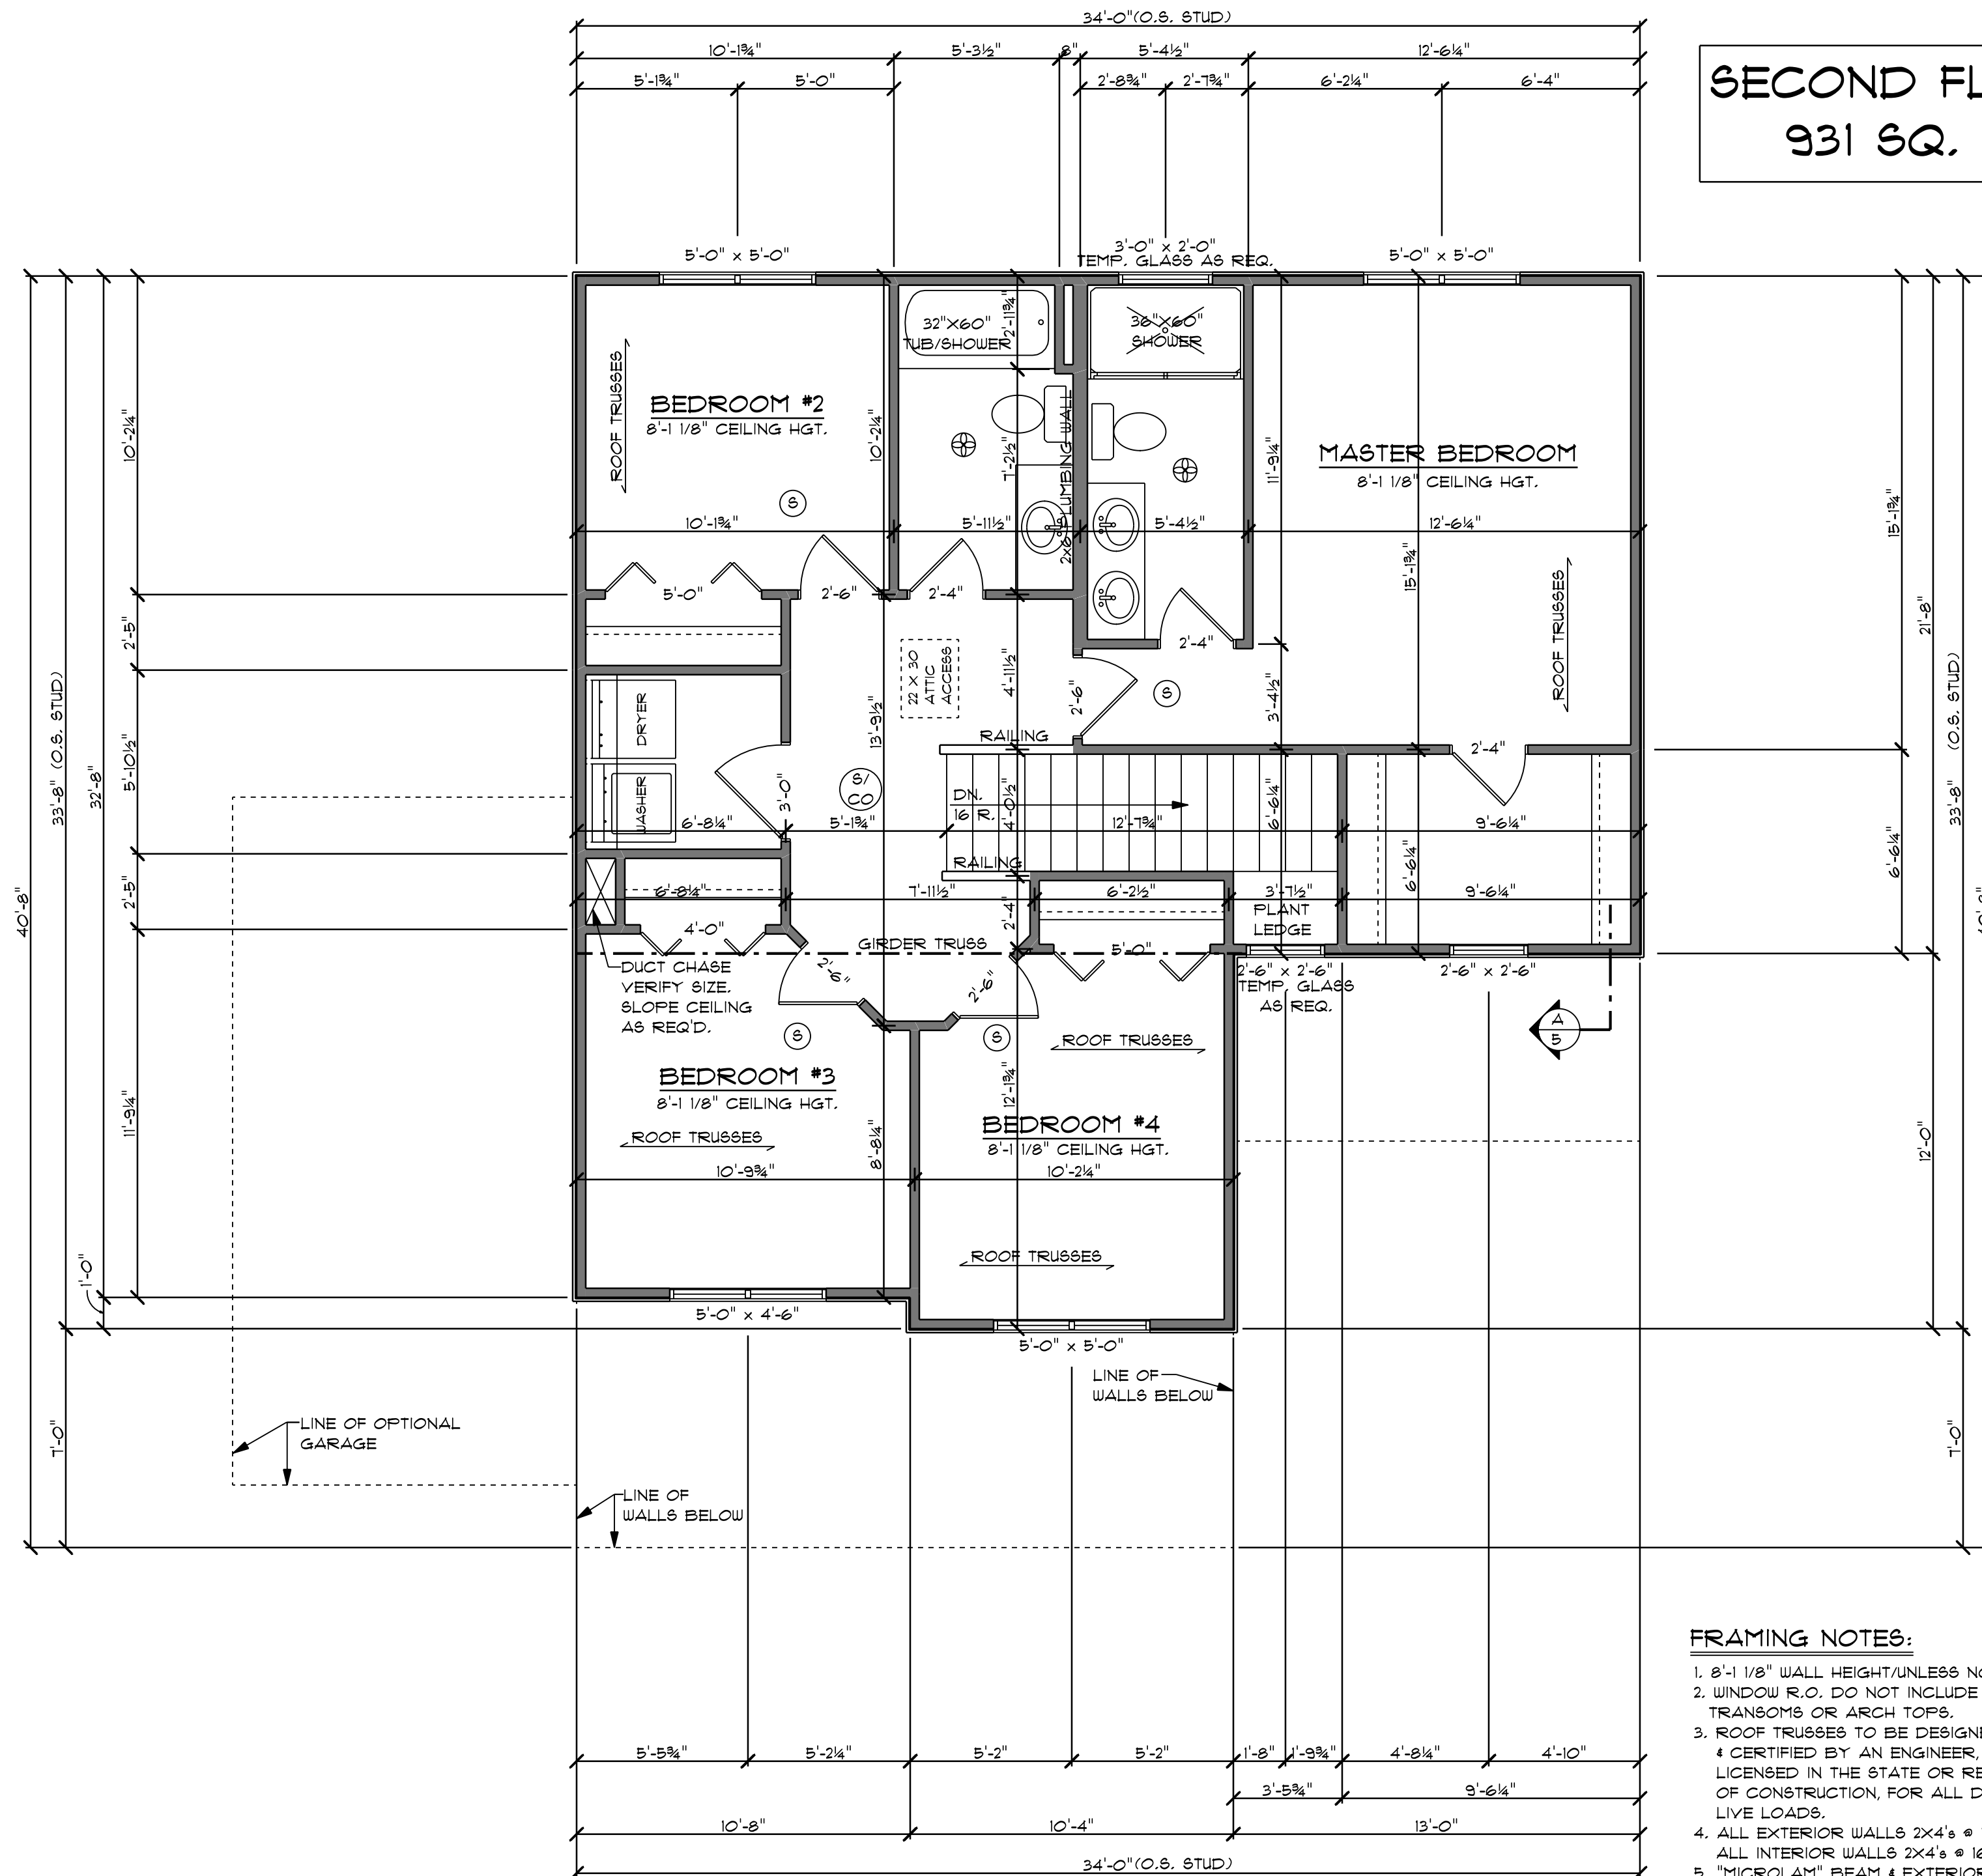 34'-0"(O.S. STUD)
10'-1¾" 5'-3½" 8" 5'-4½" 12'-6¼"
5'-1¾" 5'-0" 2'-8¾" 2'-7¾" 6'-2¼" 6'-4"
SECOND FL
931 SQ.
5'-0" x 5'-0"
3'-0" x 2'-0"
TEMP. GLASS AS REQ.
5'-0" x 5'-0"
32"X60"
TUB/SHOWER
2'-11¾"
36"X60"
SHOWER
ROOF TRUSSES
BEDROOM #2
8'-1 1/8" CEILING HGT.
10'-2¼"
10'-2¼"
7'-2½"
2x6 PLUMBING WALL
11'-9¼"
MASTER BEDROOM
8'-1 1/8" CEILING HGT.
15'-1¾"
S
10'-1¾" 5'-11½" 5'-4½" 12'-6¼"
15'-1¾"
5'-0" 2'-6" 2'-4"
2'-4"
ROOF TRUSSES
2'-5"
21'-8"
22 X 30
ATTIC
ACCESS
4'-11½"
2'-6"
S
3'-4½"
33'-8" (O.S. STUD)
32'-8"
5'-10½"
DRYER
13'-9½"
RAILING
2'-4"
33'-8" (O.S. STUD)
WASHER
3'-0"
S/
CO
DN.
16 R.
4'-0½"
6'-6¼"
6'-8¼" 5'-1¾" 12'-7¾" 9'-6¼"
6'-6¼"
6'-6¼"
RAILING
40'-8"
2'-5"
6'-8¼" 7'-11½" 6'-2½" 3'-7½" 9'-6¼"
2'-4"
PLANT
LEDGE
4'-0"
GIRDER TRUSS
5'-0"
DUCT CHASE
VERIFY SIZE.
SLOPE CEILING
AS REQ'D.
2'-6"
2'-6"
2'-6" x 2'-6"
TEMP. GLASS
AS REQ.
2'-6" x 2'-6"
A
5
S
S
ROOF TRUSSES
BEDROOM #3
8'-1 1/8" CEILING HGT.
ROOF TRUSSES
11'-9¼"
8'-8¼"
12'-1¾"
BEDROOM #4
8'-1 1/8" CEILING HGT.
12'-0"
10'-9¾" 10'-2¼"
ROOF TRUSSES
1'-0"
5'-0" x 4'-6"
5'-0" x 5'-0"
LINE OF
WALLS BELOW
7'-0"
7'-0"
LINE OF OPTIONAL
GARAGE
LINE OF
WALLS BELOW
FRAMING NOTES:
1. 8'-1 1/8" WALL HEIGHT/UNLESS
2. WINDOW R.O. DO NOT INCLUDE
TRANSOMS OR ARCH TOPS.
3. ROOF TRUSSES TO BE
& CERTIFIED BY AN ENGINEER,
LICENSED IN THE STATE OR
OF CONSTRUCTION, FOR ALL
LIVE LOADS.
4. ALL EXTERIOR WALLS 2X4's @
ALL INTERIOR WALLS 2X4's @
5. "MICROLAM" BEAM &
5'-5¾" 5'-2¼" 5'-2" 5'-2" 1'-8" 1'-9¾" 4'-8¼" 4'-10"
3'-5¾" 9'-6¼"
10'-8" 10'-4" 13'-0"
34'-0"(O.S. STUD)